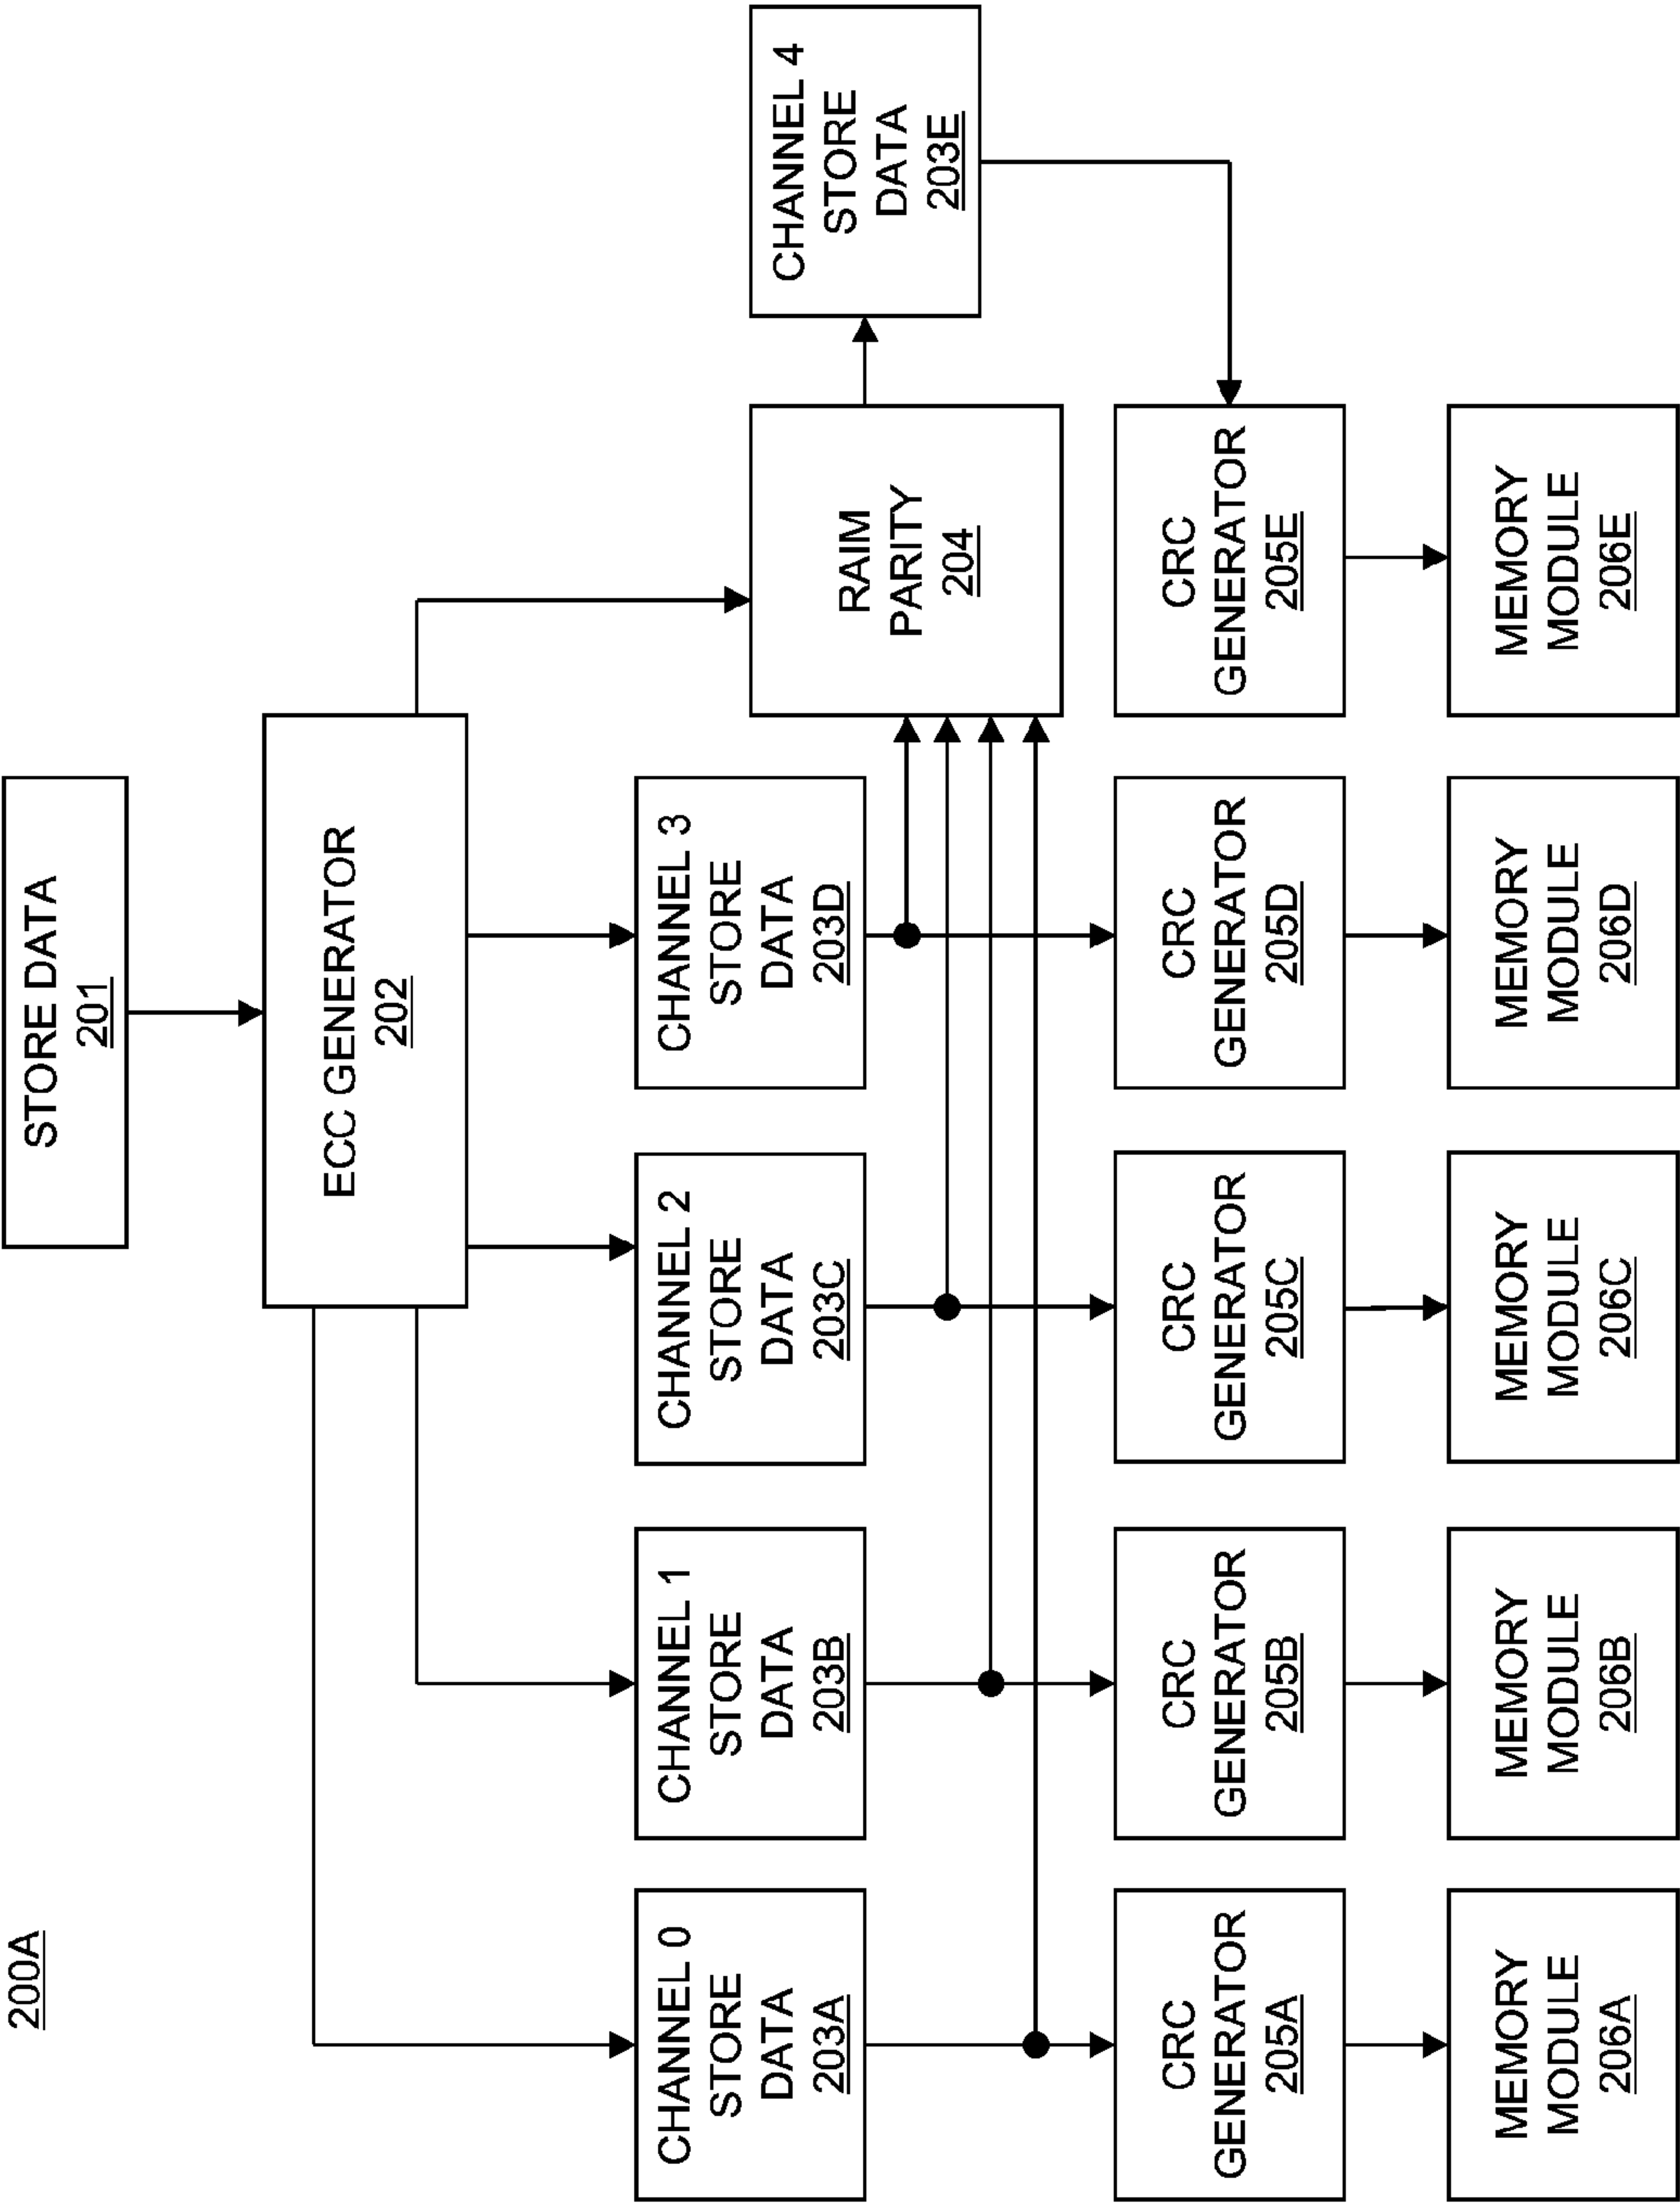 200A
STORE DATA
201
ECC GENERATOR
202
CHANNEL 0
STORE
DATA
203A
CHANNEL 1
STORE
DATA
203B
CHANNEL 2
STORE
DATA
203C
CHANNEL 3
STORE
DATA
203D
RAIM
PARITY
204
CHANNEL 4
STORE
DATA
203E
CRC
GENERATOR
205A
CRC
GENERATOR
205B
CRC
GENERATOR
205C
CRC
GENERATOR
205D
CRC
GENERATOR
205E
MEMORY
MODULE
206A
MEMORY
MODULE
206B
MEMORY
MODULE
206C
MEMORY
MODULE
206D
MEMORY
MODULE
206E